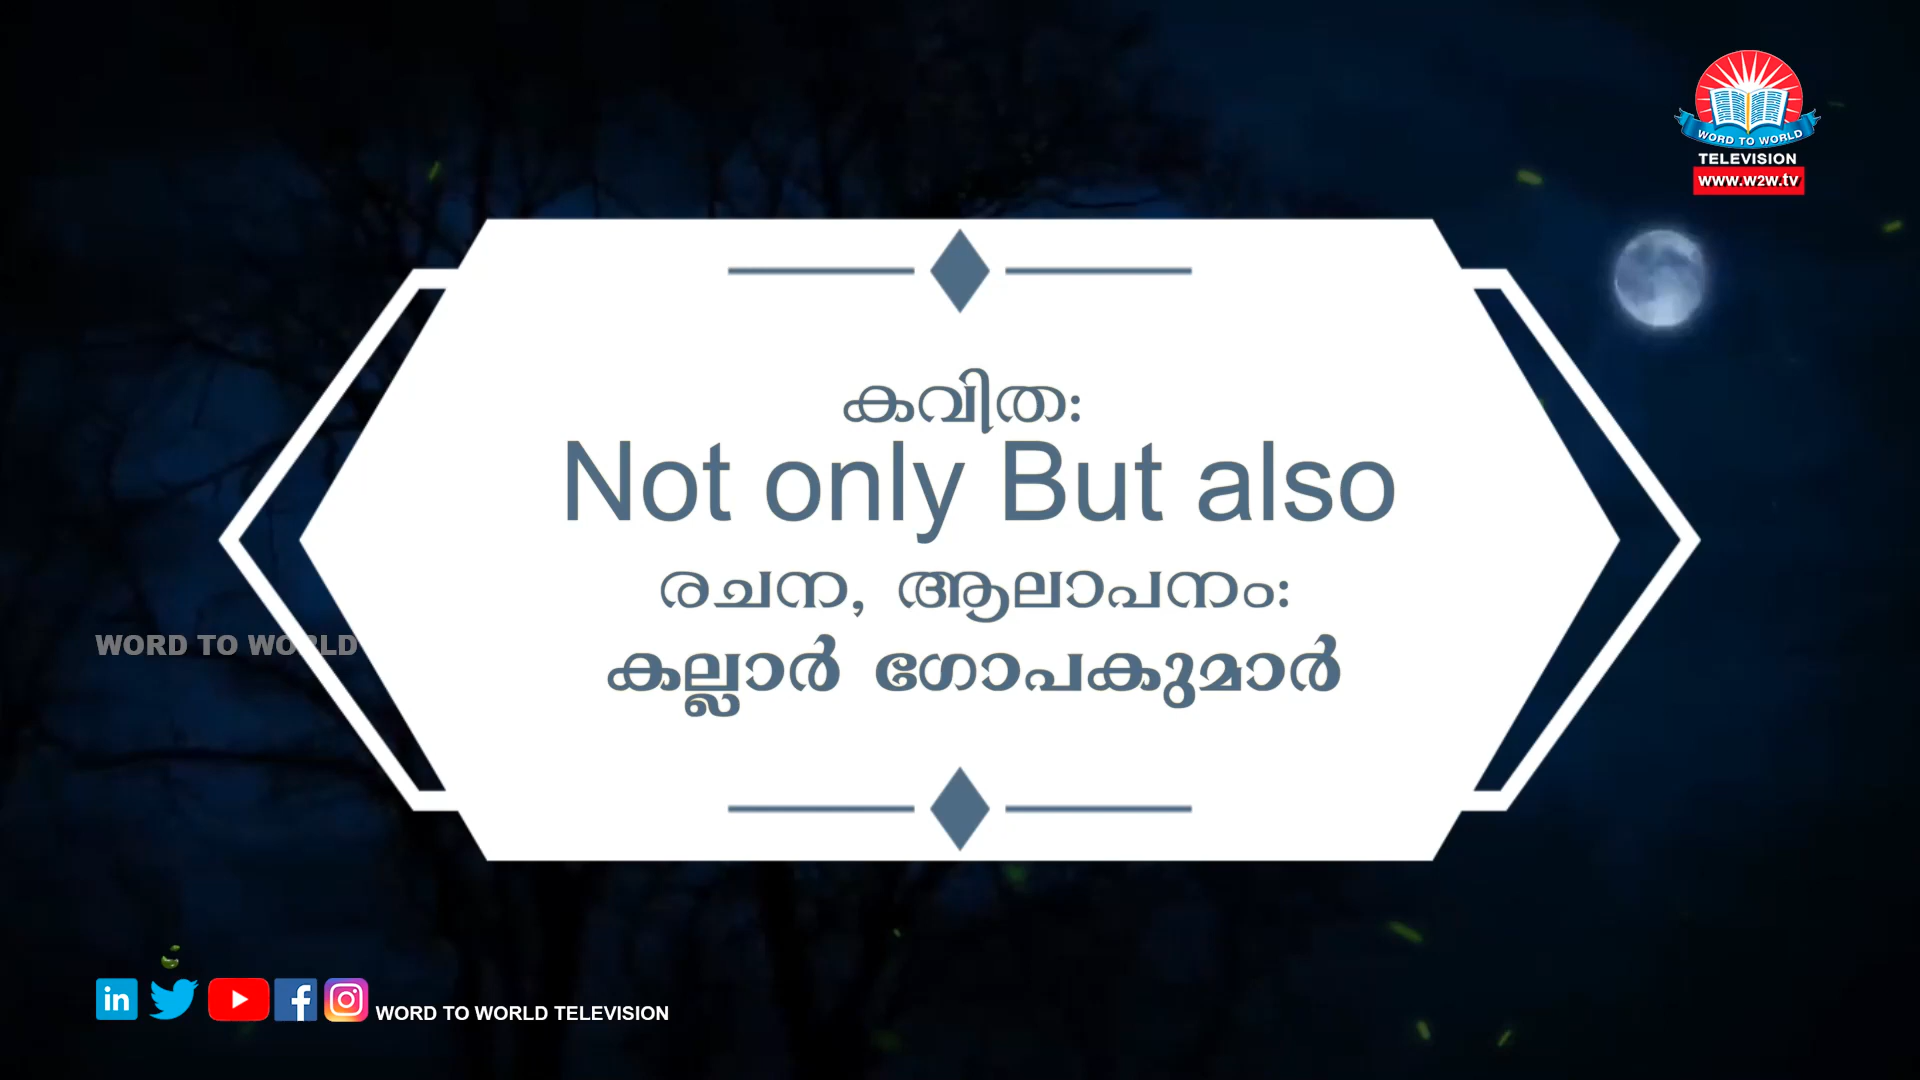 WORD TO WORLD
TELEVISION
www.w2w.tv
കവിത:
Not only But also
രചന, ആലാപനം:
കല്ലാർ ഗോപകുമാർ
WORD TO WORLD
WORD TO WORLD TELEVISION